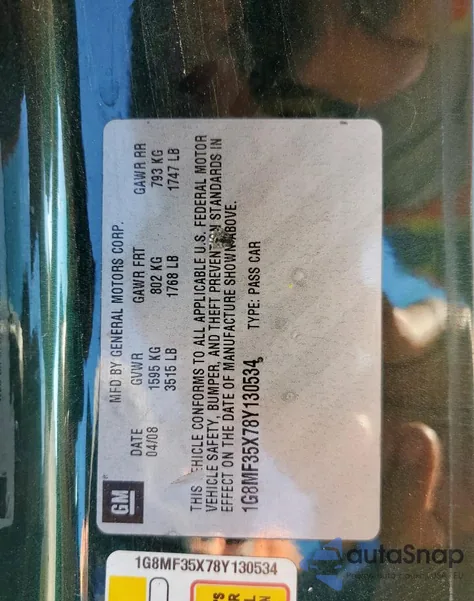 MFD BY GENERAL MOTORS CORP.
DATE GVWR GAWR FRT GAWR RR
04/08 1595 KG 802 KG 793 KG
3515 LB 1768 LB 1747 LB
THIS VEHICLE CONFORMS TO ALL APPLICABLE U.S. FEDERAL MOTOR
VEHICLE SAFETY, BUMPER, AND THEFT PREVENTION STANDARDS IN
EFFECT ON THE DATE OF MANUFACTURE SHOWN ABOVE.
1G8MF35X78Y130534 TYPE: PASS CAR
GM
1G8MF35X78Y130534
autaSnap